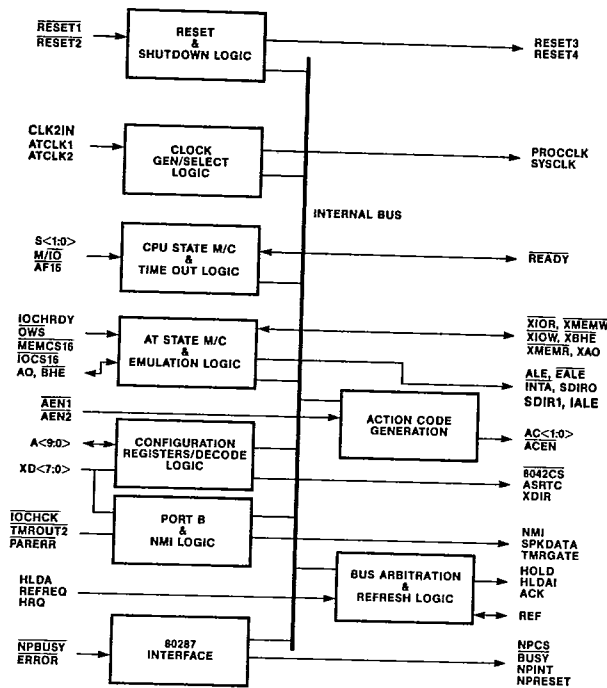 RESET1
RESET2
RESET
&
SHUTDOWN LOGIC
RESET3
RESET4
CLK2IN
ATCLK1
ATCLK2
CLOCK
GEN/SELECT
LOGIC
PROCCLK
SYSCLK
INTERNAL BUS
S<1:0>
M/IO
AF16
CPU STATE M/C
&
TIME OUT LOGIC
READY
IOCHRDY
OWS
MEMCS16
IOCS16
AO, BHE
AT STATE M/C
&
EMULATION LOGIC
XIOR, XMEMW
XIOW, XBHE
XMEMR, XAO
ALE, EALE
INTA, SDIRO
SDIR1, IALE
AEN1
AEN2
ACTION CODE
GENERATION
AC<1:0>
ACEN
A<9:0>
XD<7:0>
CONFIGURATION
REGISTERS/DECODE
LOGIC
8042CS
ASRTC
XDIR
IOCHCK
TMROUT2
PARERR
PORT B
&
NMI LOGIC
NMI
SPKDATA
TMRGATE
HLDA
REFREQ
HRQ
BUS ARBITRATION
&
REFRESH LOGIC
HOLD
HLDAI
ACK
REF
NPBUSY
ERROR
80287
INTERFACE
NPCS
BUSY
NPINT
NPRESET